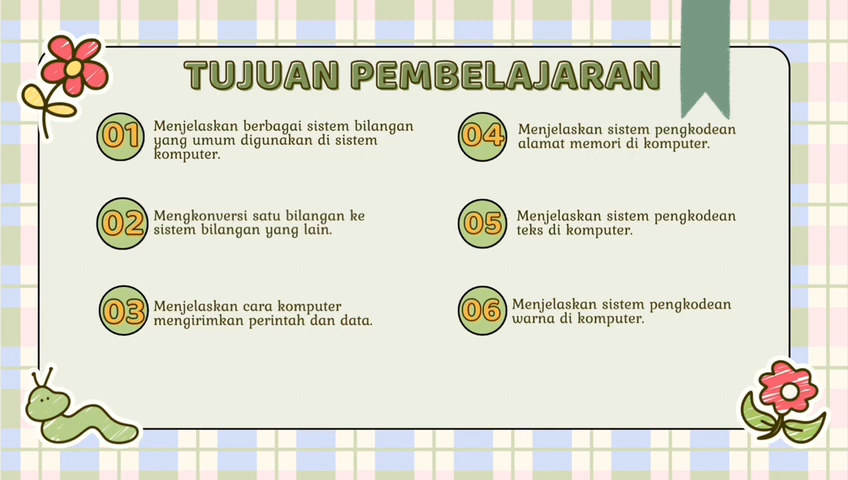 TUJUAN PEMBELAJARAN
01
Menjelaskan berbagai sistem bilangan
yang umum digunakan di sistem
komputer.
02
Mengkonversi satu bilangan ke
sistem bilangan yang lain.
03
Menjelaskan cara komputer
mengirimkan perintah dan data.
04
Menjelaskan sistem pengkodean
alamat memori di komputer.
05
Menjelaskan sistem pengkodean
teks di komputer.
06
Menjelaskan sistem pengkodean
warna di komputer.